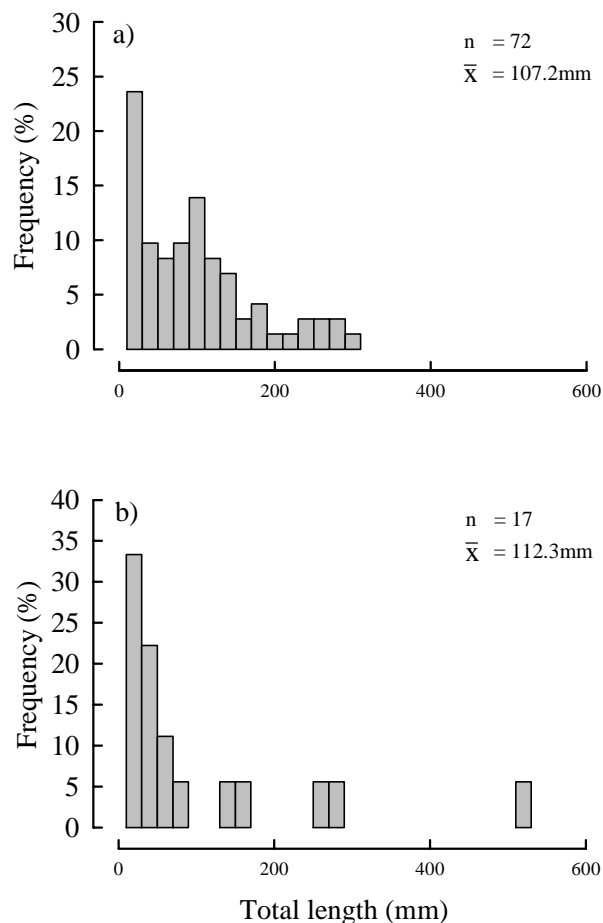 a)
n = 72
x̄ = 107.2mm
Frequency (%)
30
25
20
15
10
5
0
0 200 400 600
b)
n = 17
x̄ = 112.3mm
Frequency (%)
40
35
30
25
20
15
10
5
0
0 200 400 600
Total length (mm)